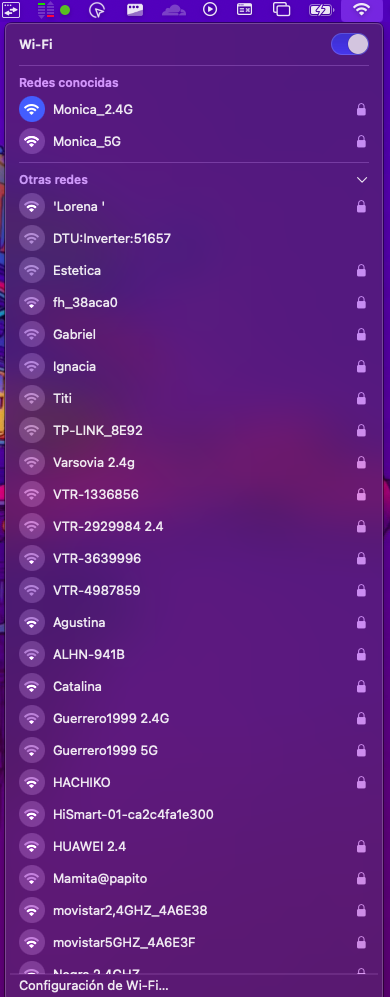 Wi-Fi
Redes conocidas
Monica_2.4G
Monica_5G
Otras redes
'Lorena '
DTU:Inverter:51657
Estetica
fh_38aca0
Gabriel
Ignacia
Titi
TP-LINK_8E92
Varsovia 2.4g
VTR-1336856
VTR-2929984 2.4
VTR-3639996
VTR-4987859
Agustina
ALHN-941B
Catalina
Guerrero1999 2.4G
Guerrero1999 5G
HACHIKO
HiSmart-01-ca2c4fa1e300
HUAWEI 2.4
Mamita@papito
movistar2,4GHZ_4A6E38
movistar5GHZ_4A6E3F
2.4GHZ
Configuración de Wi-Fi...